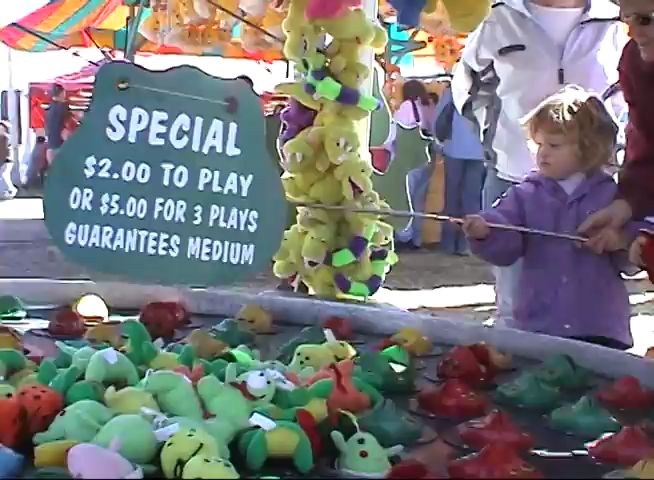 SPECIAL
$2.00 TO PLAY
OR $5.00 FOR 3 PLAYS
GUARANTEES MEDIUM